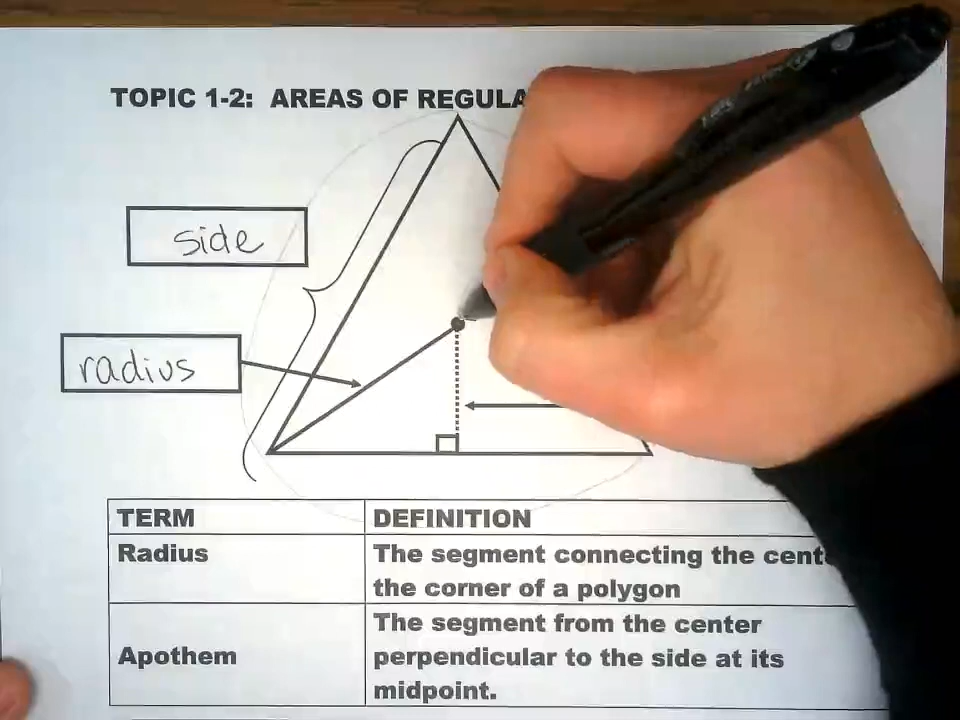 TOPIC 1-2: AREAS OF REGULA
side
radius
TERM DEFINITION
Radius The segment connecting the cent
the corner of a polygon
The segment from the center
Apothem perpendicular to the side at its
midpoint.